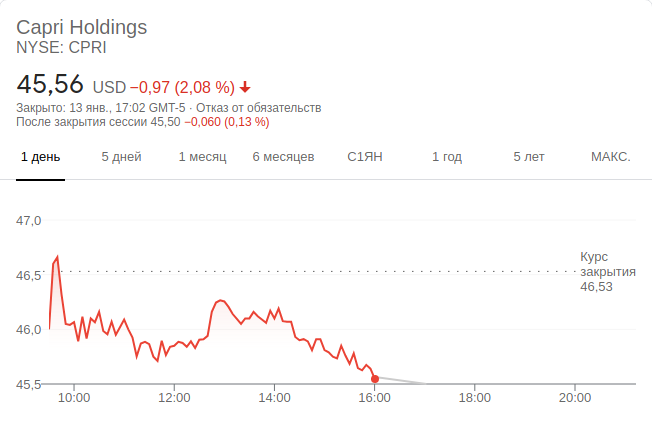 Capri Holdings
NYSE: CPRI
45,56 USD −0,97 (2,08 %)
Закрыто: 13 янв., 17:02 GMT-5 · Отказ от обязательств
После закрытия сессии 45,50 −0,060 (0,13 %)
1 день 5 дней 1 месяц 6 месяцев С1ЯН 1 год 5 лет МАКС.
47,0
46,5
46,0
45,5
Курс
закрытия
46,53
10:00 12:00 14:00 16:00 18:00 20:00